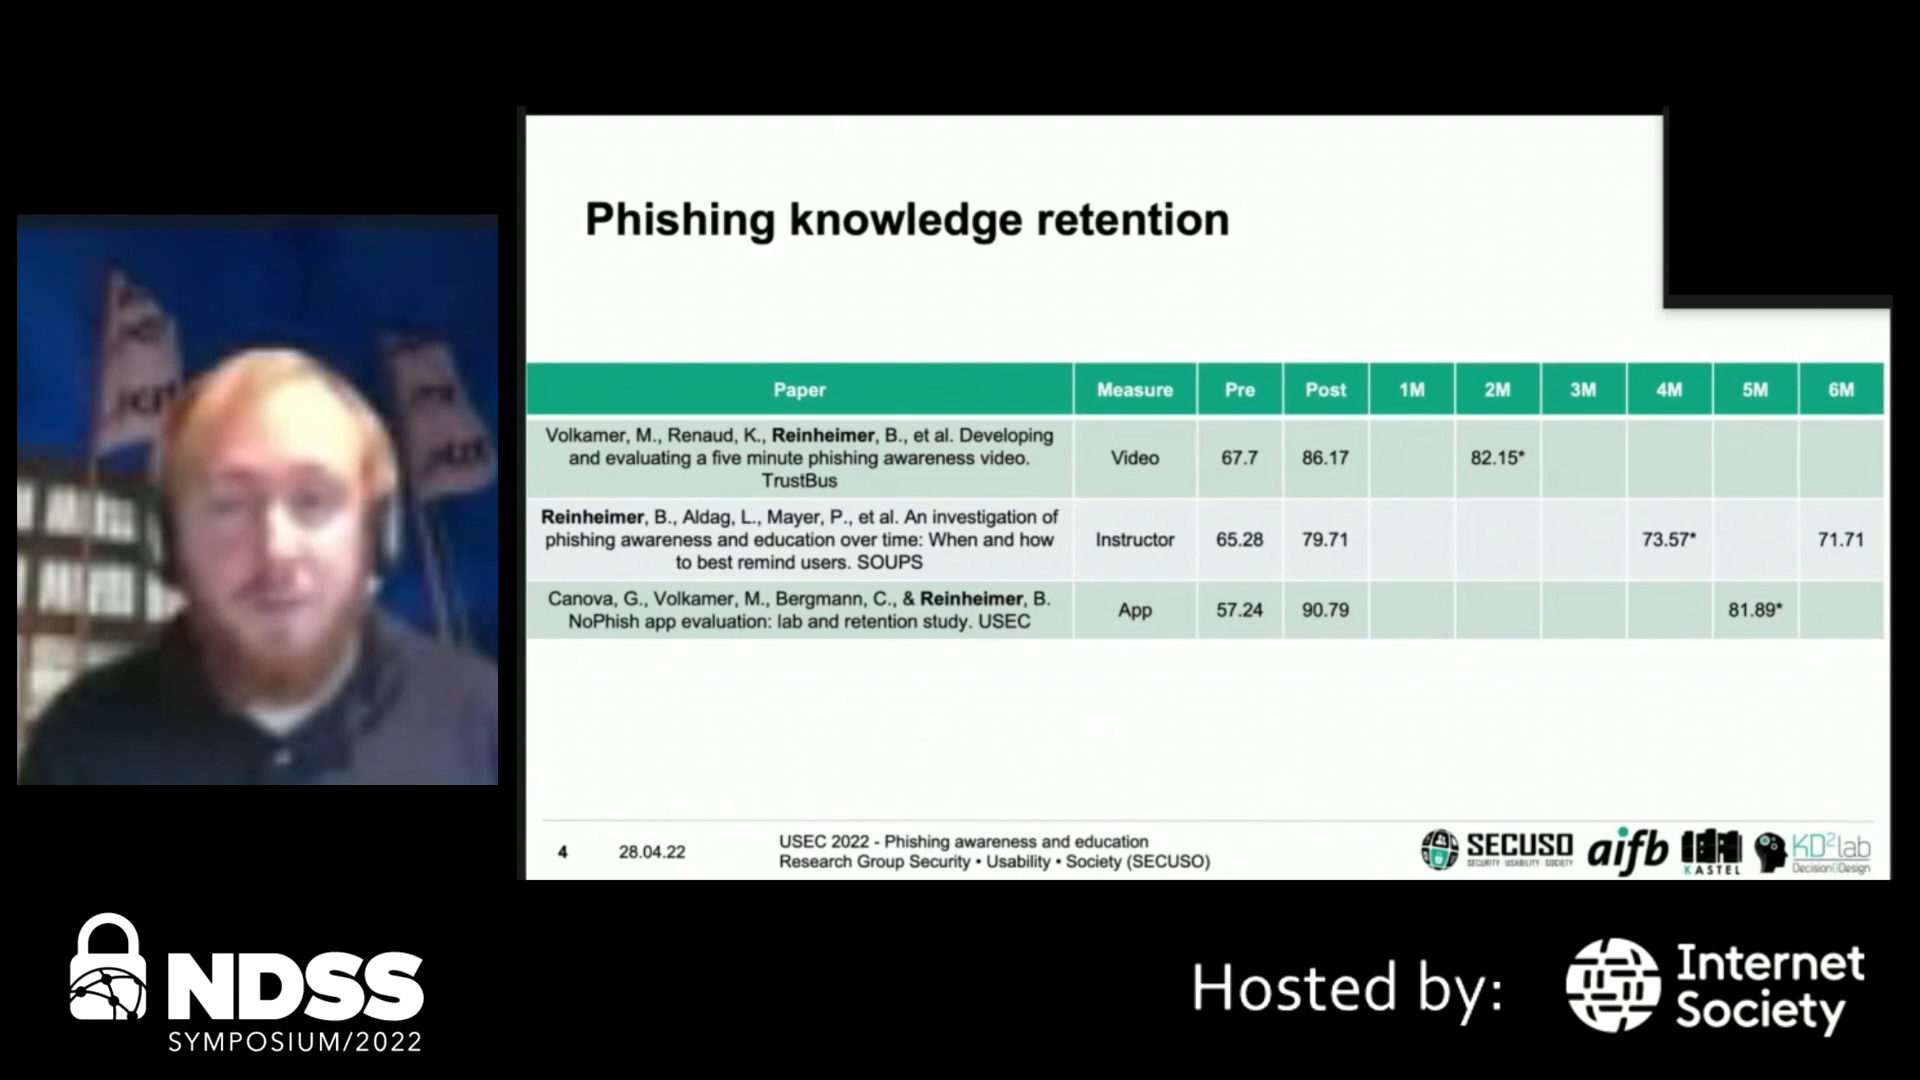 Phishing knowledge retention
Paper Measure Pre Post 1M 2M 3M 4M 5M 6M
Volkamer, M., Renaud, K., Reinheimer, B., et al. Developing
and evaluating a five minute phishing awareness video.
TrustBus
Video 67.7 86.17 82.15*
Reinheimer, B., Aldag, L., Mayer, P., et al. An investigation of
phishing awareness and education over time: When and how
to best remind users. SOUPS
Instructor 65.28 79.71 73.57* 71.71
Canova, G., Volkamer, M., Bergmann, C., & Reinheimer, B.
NoPhish app evaluation: lab and retention study. USEC
App 57.24 90.79 81.89*
4 28.04.22
USEC 2022 - Phishing awareness and education
Research Group Security • Usability • Society (SECUSO)
SECUSO
SECURITY · USABILITY · SOCIETY
aifb
KASTEL
KD²lab
Decision&Design
NDSS
SYMPOSIUM/2022
Hosted by:
Internet
Society